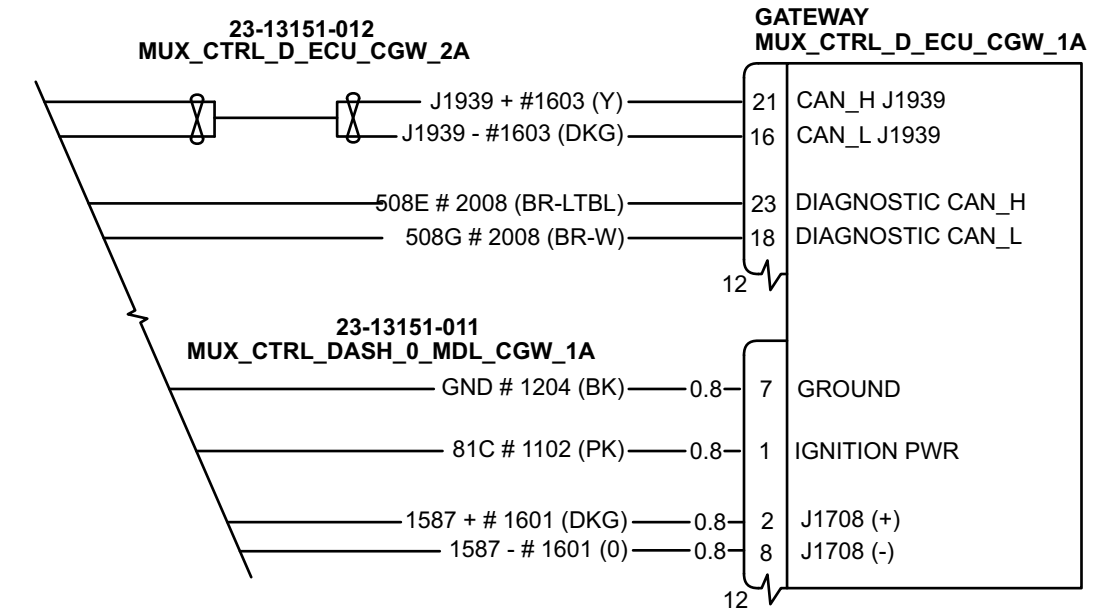 23-13151-012
MUX_CTRL_D_ECU_CGW_2A
GATEWAY
MUX_CTRL_D_ECU_CGW_1A
J1939 + #1603 (Y) 21 CAN_H J1939
J1939 - #1603 (DKG) 16 CAN_L J1939
508E # 2008 (BR-LTBL) 23 DIAGNOSTIC CAN_H
508G # 2008 (BR-W) 18 DIAGNOSTIC CAN_L
12
23-13151-011
MUX_CTRL_DASH_0_MDL_CGW_1A
GND # 1204 (BK) 0.8 7 GROUND
81C # 1102 (PK) 0.8 1 IGNITION PWR
1587 + # 1601 (DKG) 0.8 2 J1708 (+)
1587 - # 1601 (0) 0.8 8 J1708 (-)
12